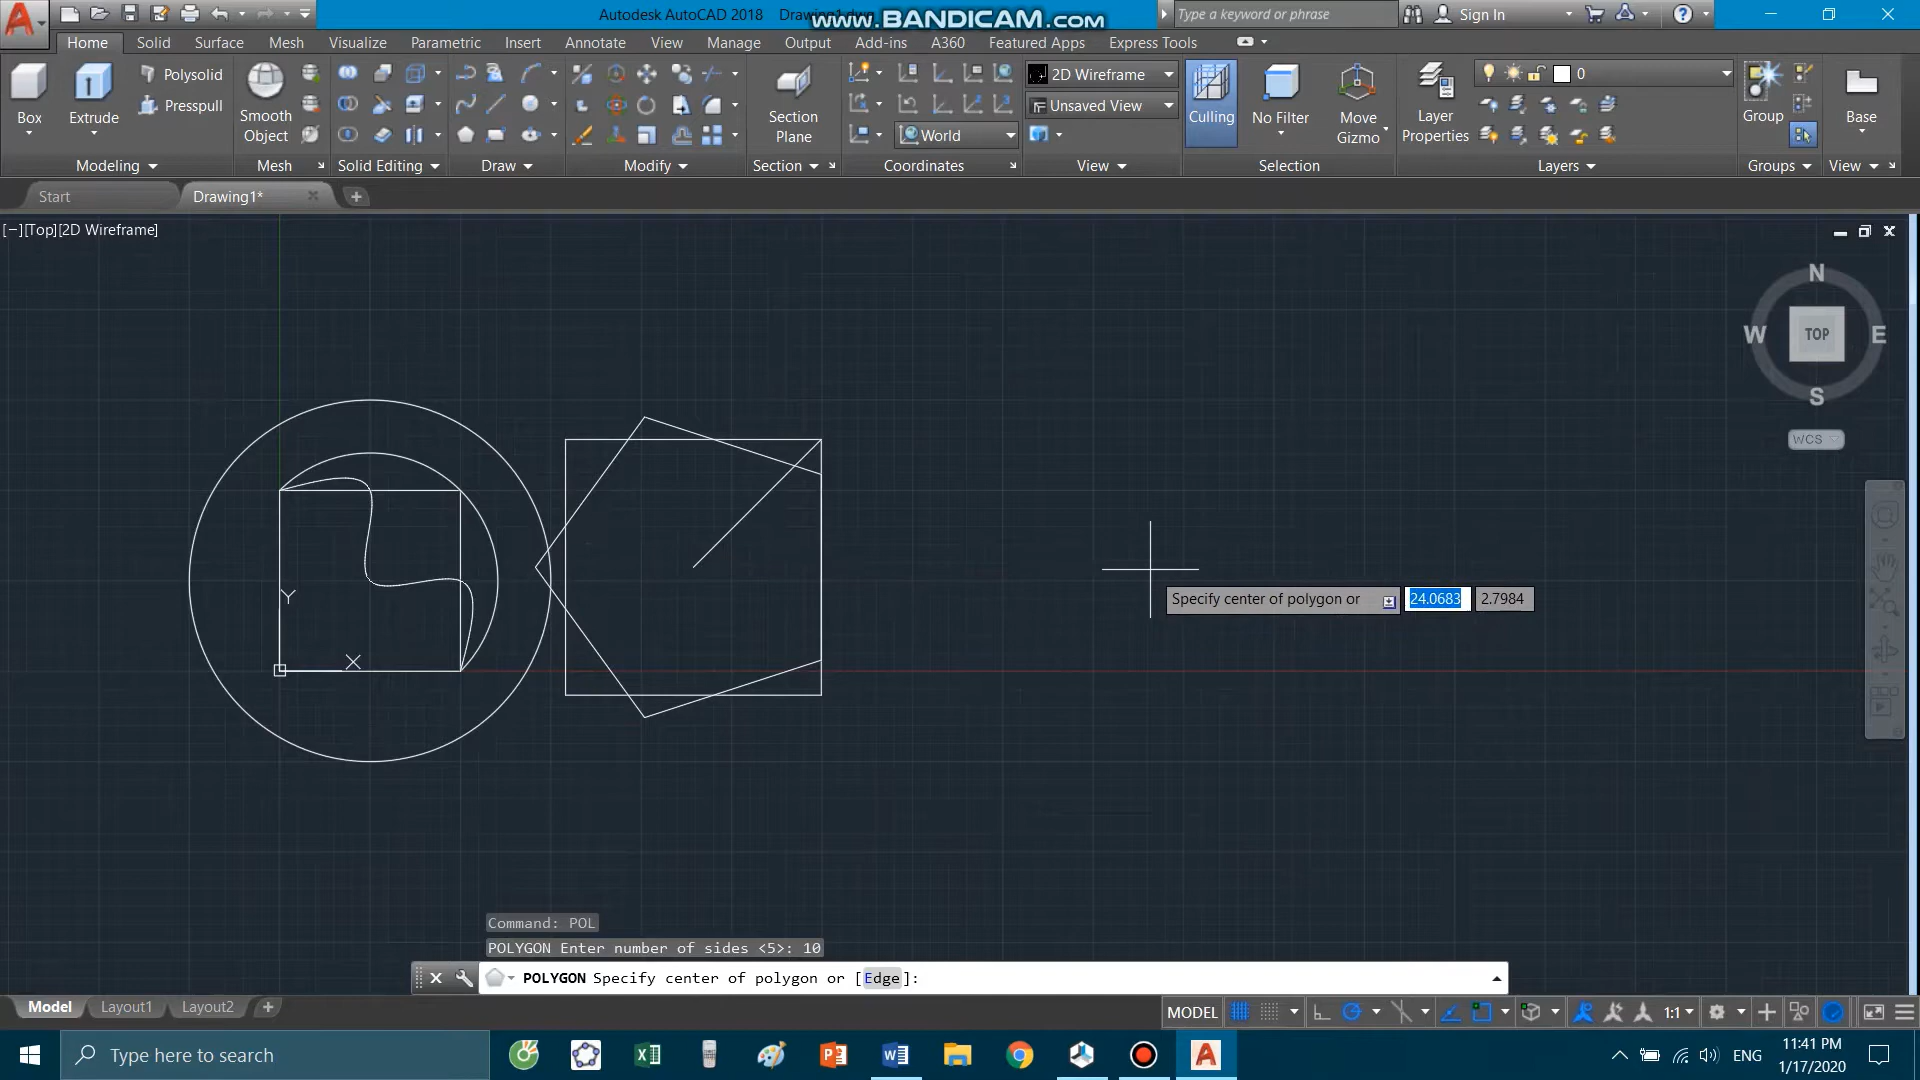 Autodesk AutoCAD 2018 Drawing1.dwg
www.BANDICAM.com
Type a keyword or phrase
Sign In
Home Solid Surface Mesh Visualize Parametric Insert Annotate View Manage Output Add-ins A360 Featured Apps Express Tools
Box
Extrude
Polysolid
Presspull
Smooth
Object
Section
Plane
2D Wireframe
Unsaved View
World
Culling
No Filter
Move
Gizmo
Layer
Properties
0
Group
Base
Modeling Mesh Solid Editing Draw Modify Section Coordinates View Selection Layers Groups View
Start Drawing1*
[−][Top][2D Wireframe]
N
W TOP E
S
WCS
Y
X
Specify center of polygon or 24.0683 2.7984
Command: POL
POLYGON Enter number of sides <5>: 10
POLYGON Specify center of polygon or [Edge]:
Model Layout1 Layout2
MODEL 1:1
Type here to search
ENG
11:41 PM
1/17/2020